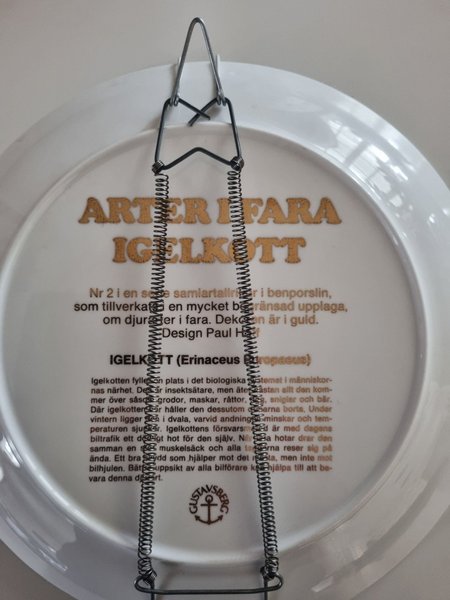 ARTER I FARA
IGELKOTT
Nr 2 i en serie samlartallrikar i benporslin,
som tillverkats i en mycket begränsad upplaga,
om djurarter i fara. Dekoren är i guld.
Design Paul Hoff
IGELKOTT (Erinaceus Europaeus)
Igelkotten fyller en plats i det biologiska systemet i människor-
nas närhet. Den är insektsätare, men äter nästan allt den kom-
mer över såsom grodor, maskar, råttor, sniglar och bär.
Där igelkotten bor håller den dessutom ormarna borta. Under
vintern ligger den i dvala, varvid andningen minskar och tem-
peraturen sjunker. Igelkottens försvarsmetod är med dagens
biltrafik ett dödligt hot för den själv. När fara hotar drar den
samman en stor muskelsäck och alla taggarna reser sig på
ända. Ett bra skydd som hjälper mot det mesta, men inte mot
bilhjulen. Bättre uppsikt av alla bilförare kan hjälpa till att be-
vara denna djurart.
GUSTAVSBERG